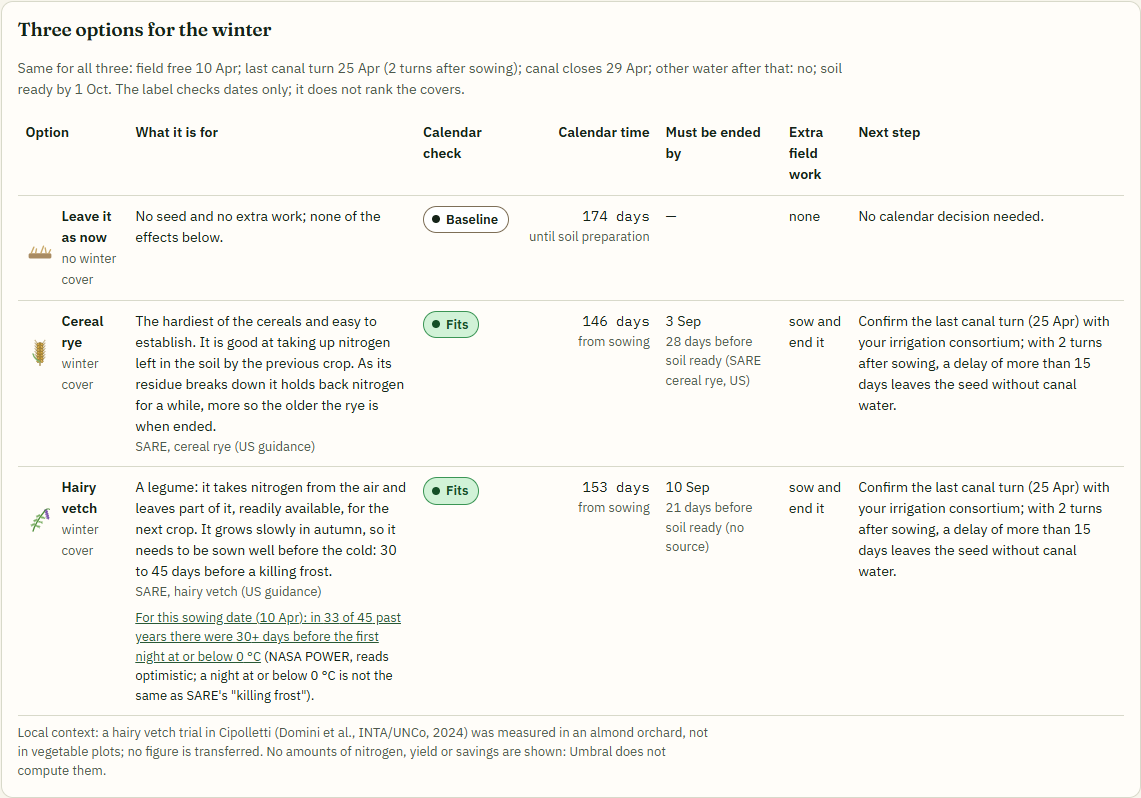 Three options for the winter
Same for all three: field free 10 Apr; last canal turn 25 Apr (2 turns after sowing); canal closes 29 Apr; other water after that: no; soil
ready by 1 Oct. The label checks dates only; it does not rank the covers.
Option
What it is for
Calendar
check
Calendar time
Must be ended
by
Extra
field
work
Next step
Leave it
as now
no winter
cover
No seed and no extra work; none of the
effects below.
Baseline
174 days
until soil preparation
—
none
No calendar decision needed.
Cereal
rye
winter
cover
The hardiest of the cereals and easy to
establish. It is good at taking up nitrogen
left in the soil by the previous crop. As its
residue breaks down it holds back nitrogen
for a while, more so the older the rye is
when ended.
SARE, cereal rye (US guidance)
Fits
146 days
from sowing
3 Sep
28 days before
soil ready (SARE
cereal rye, US)
sow and
end it
Confirm the last canal turn (25 Apr) with
your irrigation consortium; with 2 turns
after sowing, a delay of more than 15
days leaves the seed without canal
water.
Hairy
vetch
winter
cover
A legume: it takes nitrogen from the air and
leaves part of it, readily available, for the
next crop. It grows slowly in autumn, so it
needs to be sown well before the cold: 30
to 45 days before a killing frost.
SARE, hairy vetch (US guidance)
For this sowing date (10 Apr): in 33 of 45 past
years there were 30+ days before the first
night at or below 0 °C (NASA POWER, reads
optimistic; a night at or below 0 °C is not the
same as SARE's "killing frost").
Fits
153 days
from sowing
10 Sep
21 days before
soil ready (no
source)
sow and
end it
Confirm the last canal turn (25 Apr) with
your irrigation consortium; with 2 turns
after sowing, a delay of more than 15
days leaves the seed without canal
water.
Local context: a hairy vetch trial in Cipolletti (Domini et al., INTA/UNCo, 2024) was measured in an almond orchard, not
in vegetable plots; no figure is transferred. No amounts of nitrogen, yield or savings are shown: Umbral does not
compute them.